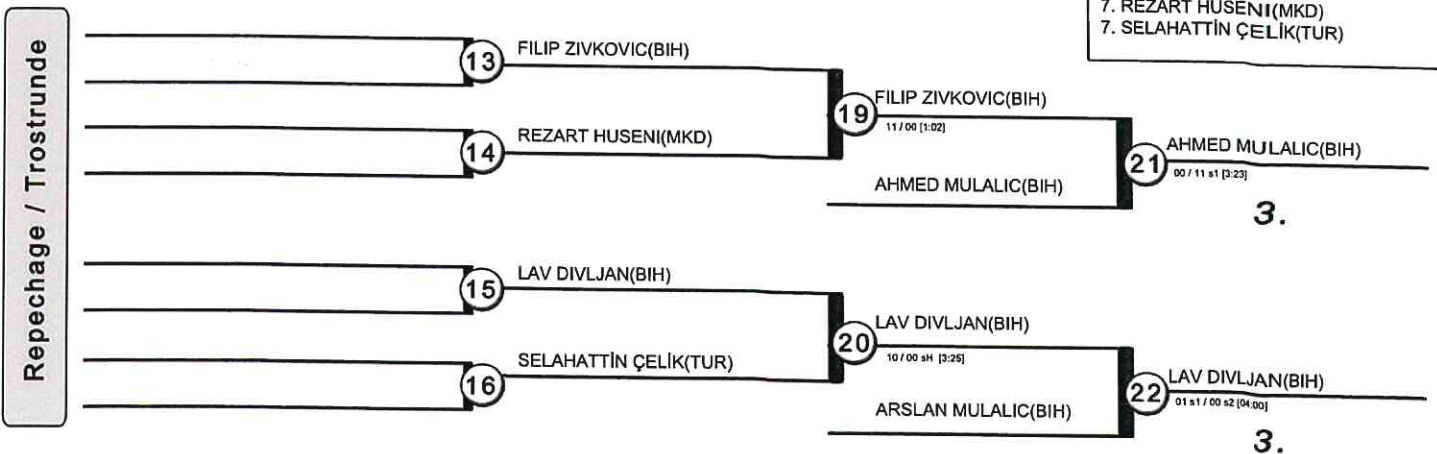 7. REZART HUSENI(MKD)
7. SELAHATTİN ÇELİK(TUR)
Repechage / Trostrunde
13
FILIP ZIVKOVIC(BIH)
14
REZART HUSENI(MKD)
19
FILIP ZIVKOVIC(BIH)
11 / 00 [1:02]
AHMED MULALIC(BIH)
21
AHMED MULALIC(BIH)
00 / 11 s1 [3:23]
3.
15
LAV DIVLJAN(BIH)
16
SELAHATTİN ÇELİK(TUR)
20
LAV DIVLJAN(BIH)
10 / 00 sH [3:25]
ARSLAN MULALIC(BIH)
22
LAV DIVLJAN(BIH)
01 s1 / 00 s2 [04:00]
3.